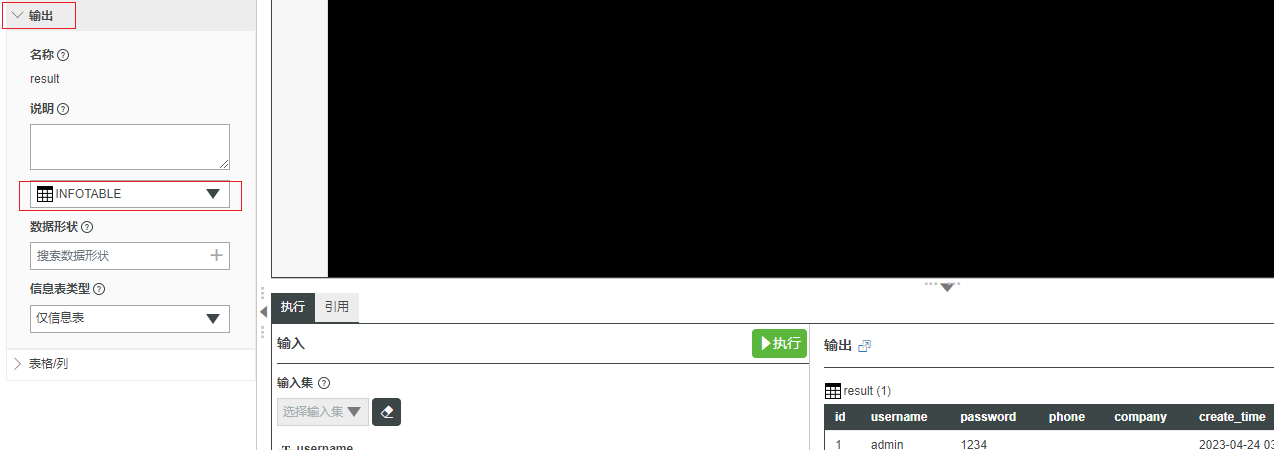 输出
名称
result
说明
INFOTABLE
数据形状
搜索数据形状
信息表类型
仅信息表
表格/列
执行 引用
输入 执行
输入集
选择输入集
username
输出
result (1)
id username password phone company create_time
1 admin 1234 2023-04-24 03